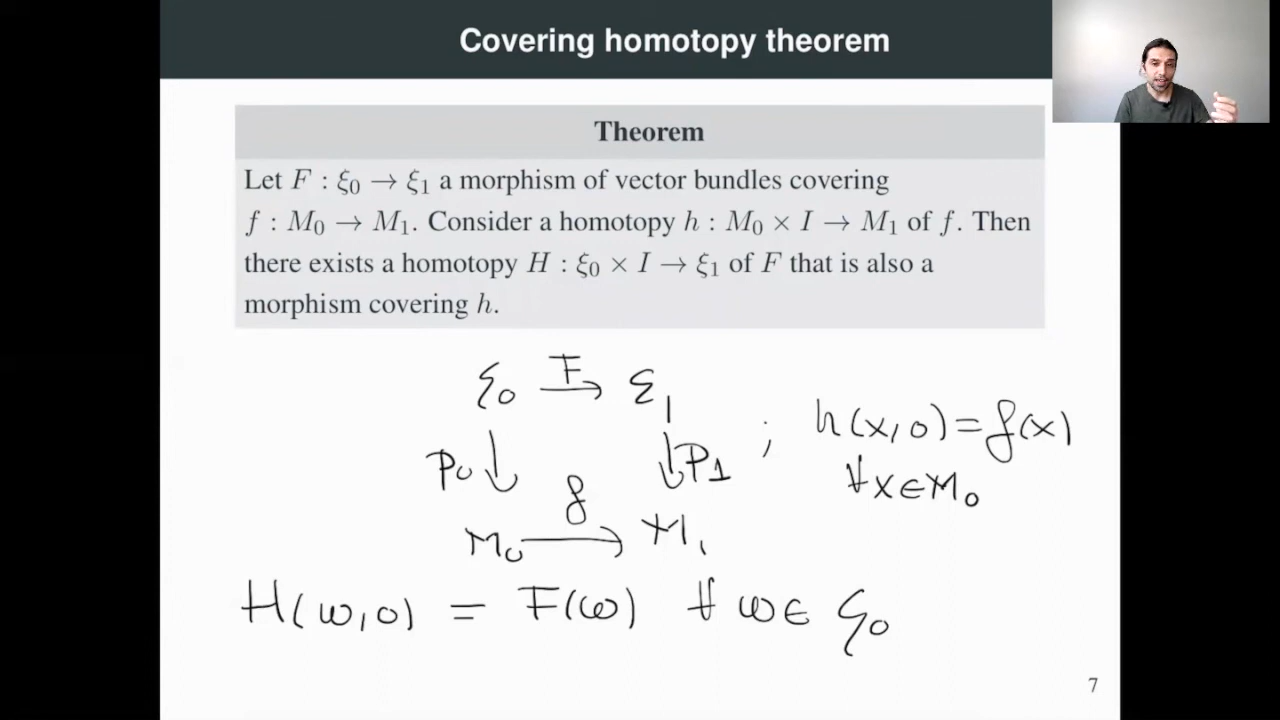 Covering homotopy theorem
Theorem
Let F : ξ₀ → ξ₁ a morphism of vector bundles covering
f : M₀ → M₁. Consider a homotopy h : M₀ × I → M₁ of f. Then
there exists a homotopy H : ξ₀ × I → ξ₁ of F that is also a
morphism covering h.
ξ₀ F→ ξ₁
; h(x,0)=f(x)
P₀ ↓ ↓ P₁
∀x∈M₀
f
M₀ → M₁
H(ω,0) = F(ω) ∀ ω∈ ξ₀
7